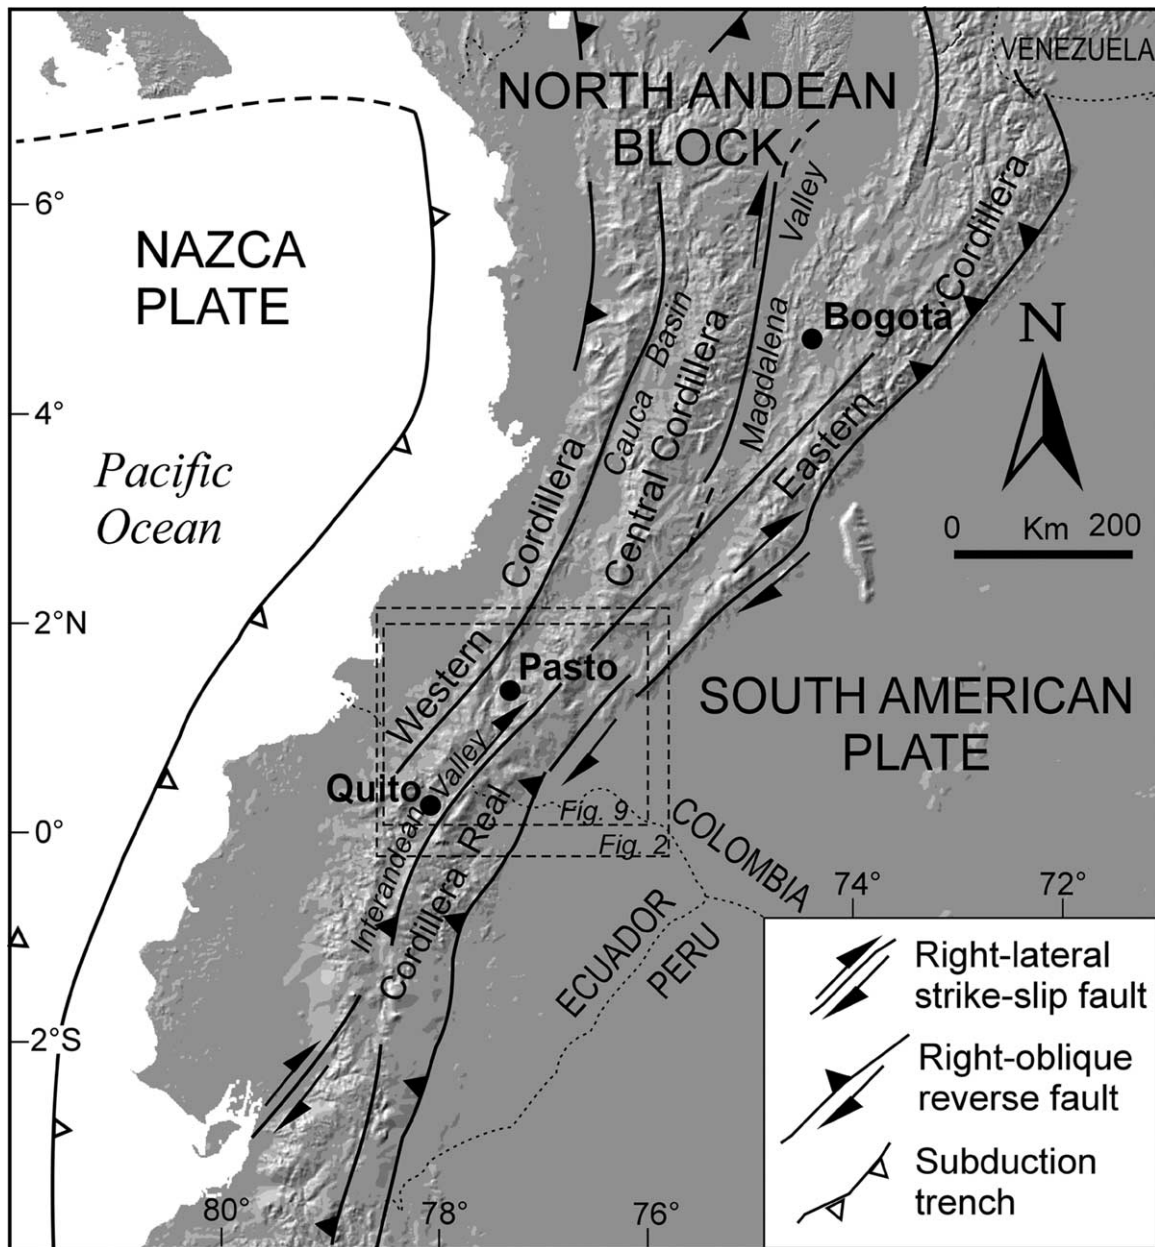 VENEZUELA
NORTH ANDEAN
BLOCK
6°
NAZCA
PLATE
Valley
Cordillera
Bogotá
N
Basin
Magdalena
4°
Cauca
Central Cordillera
Eastern
Pacific
Ocean
Cordillera
0 Km 200
2°N
Western
Pasto
SOUTH AMERICAN
PLATE
Valley
Quito
Interandean
Real
Fig. 9
Fig. 2
0°
COLOMBIA
Cordillera
ECUADOR
PERU
74°
72°
Right-lateral
strike-slip fault
2°S
Right-oblique
reverse fault
Subduction
trench
80°
78°
76°